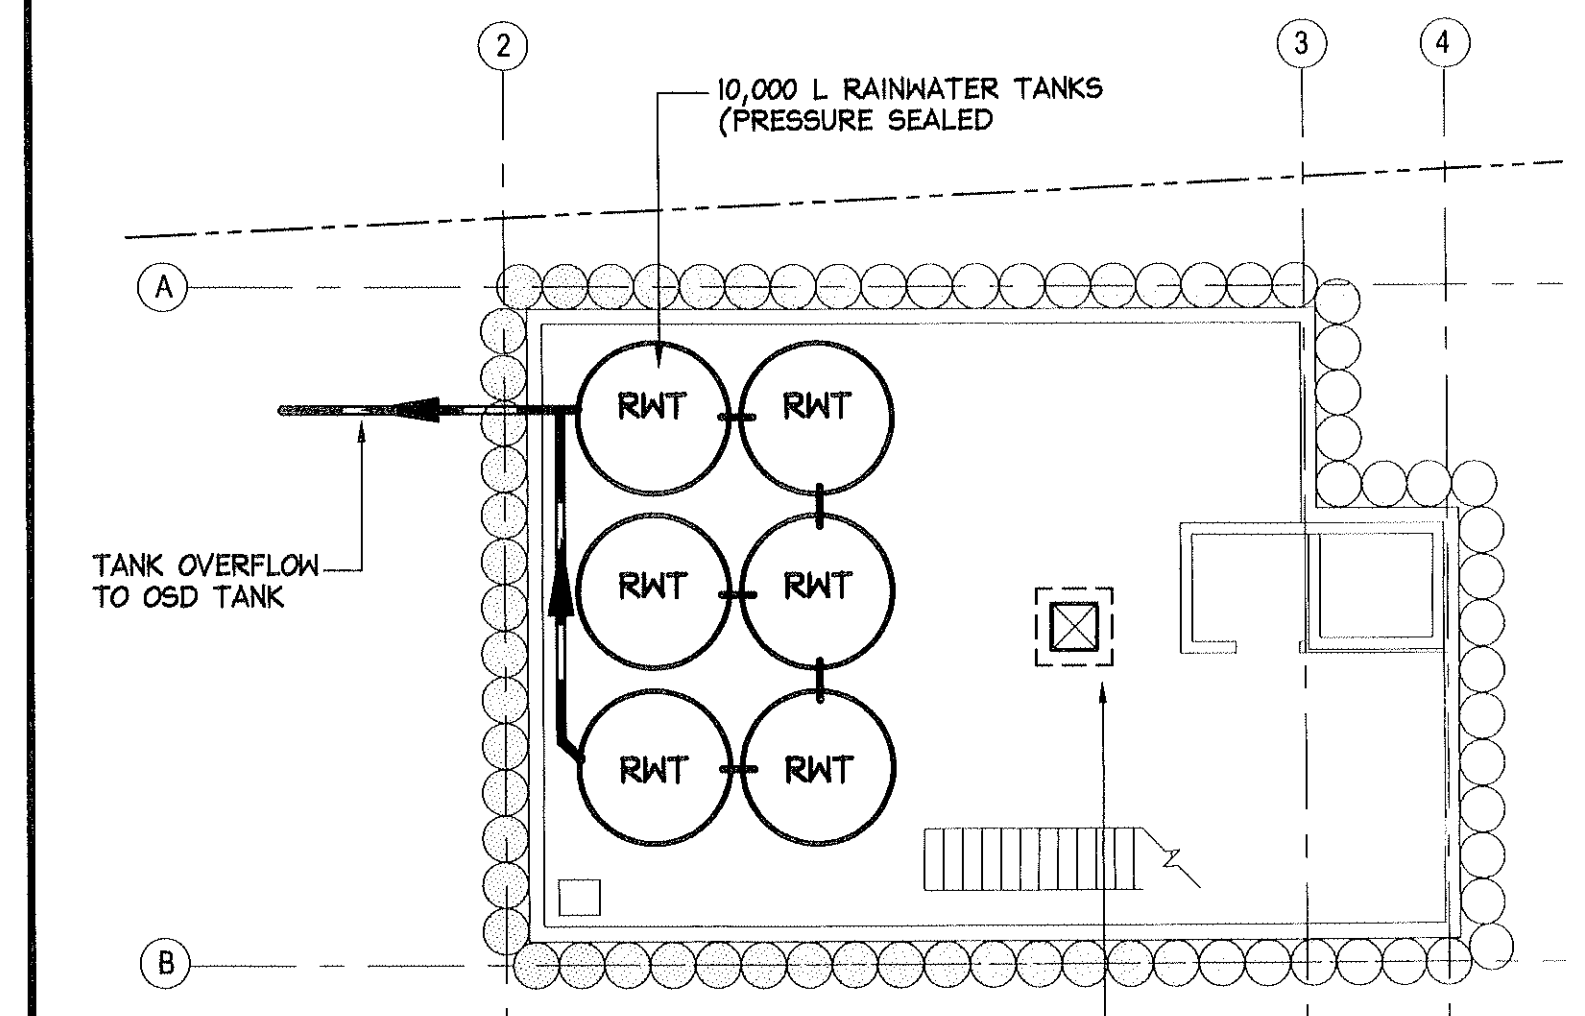 2
3
4
10,000 L RAINWATER TANKS
(PRESSURE SEALED
A
RWT
RWT
TANK OVERFLOW
TO OSD TANK
RWT
RWT
RWT
RWT
B